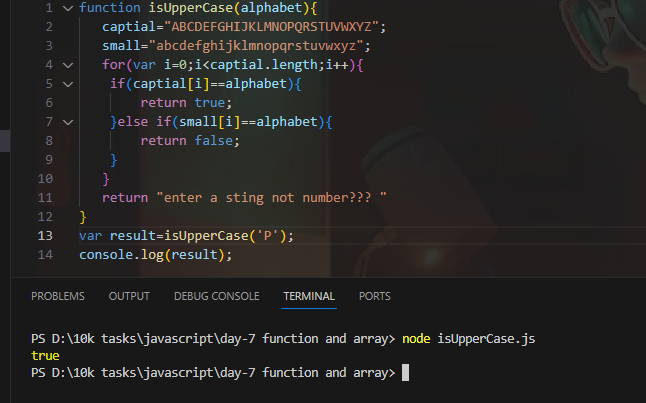 1 function isUpperCase(alphabet){
2 captial="ABCDEFGHIJKLMNOPQRSTUVWXYZ";
3 small="abcdefghijklmnopqrstuvwxyz";
4 for(var i=0;i<captial.length;i++){
5 if(captial[i]==alphabet){
6 return true;
7 }else if(small[i]==alphabet){
8 return false;
9 }
10 }
11 return "enter a sting not number??? "
12 }
13 var result=isUpperCase('P');
14 console.log(result);
PROBLEMS OUTPUT DEBUG CONSOLE TERMINAL PORTS
PS D:\10k tasks\javascript\day-7 function and array> node isUpperCase.js
true
PS D:\10k tasks\javascript\day-7 function and array>